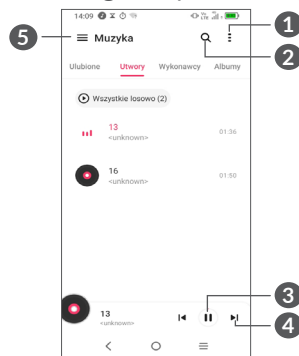 14:09
1
5
Muzyka
2
Ulubione Utwory Wykonawcy Albumy
Wszystkie losowo (2)
13
<unknown>
01:36
16
<unknown>
01:50
3
13
<unknown>
4